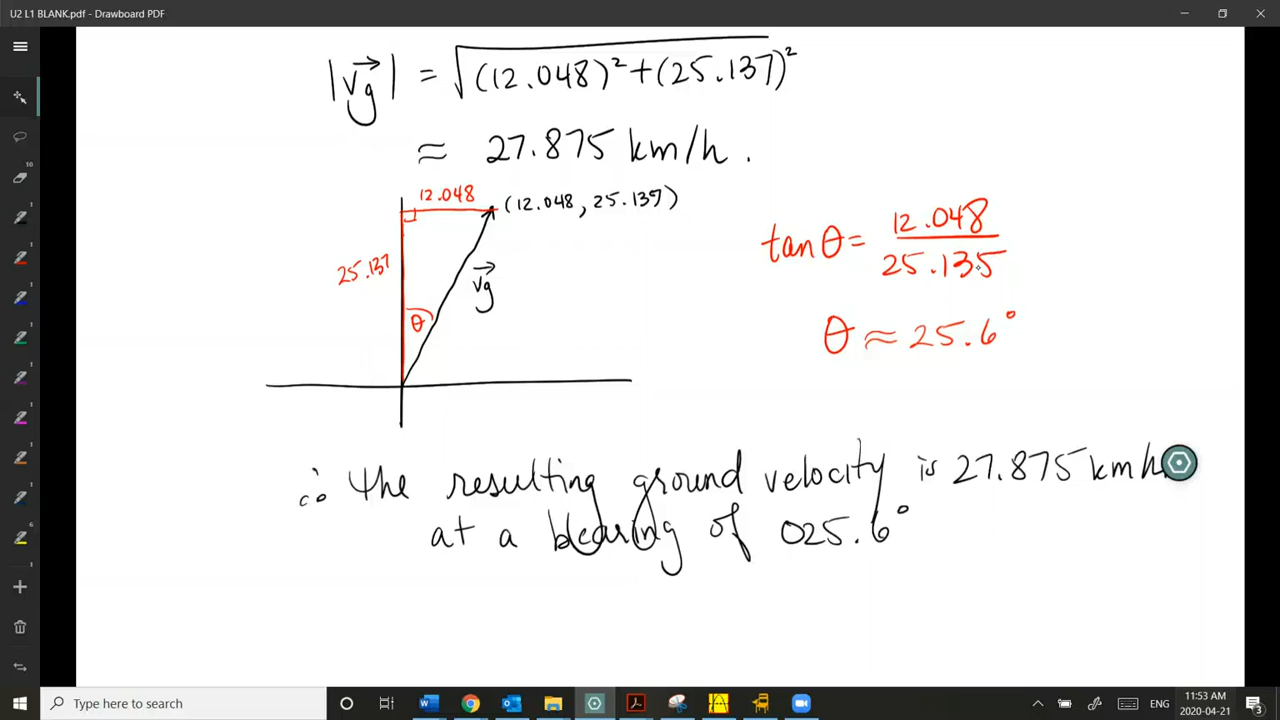 U2 L1 BLANK.pdf - Drawboard PDF
|v⃗g| = √(12.048)² + (25.137)²
≈ 27.875 km/h.
12.048
(12.048, 25.137)
25.137
v⃗g
θ
tan θ = 12.048 / 25.135
θ ≈ 25.6°
∴ the resulting ground velocity is 27.875 km h
at a bearing of 025.6°
Type here to search
11:53 AM
2020-04-21